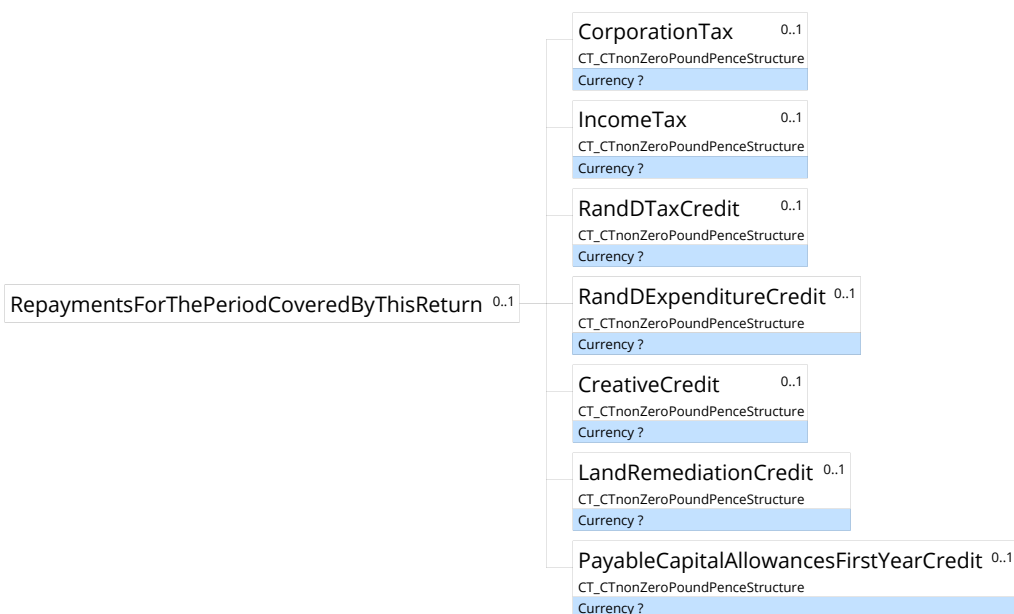 CorporationTax 0..1
CT_CTnonZeroPoundPenceStructure
Currency ?
IncomeTax 0..1
CT_CTnonZeroPoundPenceStructure
Currency ?
RandDTaxCredit 0..1
CT_CTnonZeroPoundPenceStructure
Currency ?
RepaymentsForThePeriodCoveredByThisReturn 0..1
RandDExpenditureCredit 0..1
CT_CTnonZeroPoundPenceStructure
Currency ?
CreativeCredit 0..1
CT_CTnonZeroPoundPenceStructure
Currency ?
LandRemediationCredit 0..1
CT_CTnonZeroPoundPenceStructure
Currency ?
PayableCapitalAllowancesFirstYearCredit 0..1
CT_CTnonZeroPoundPenceStructure
Currency ?